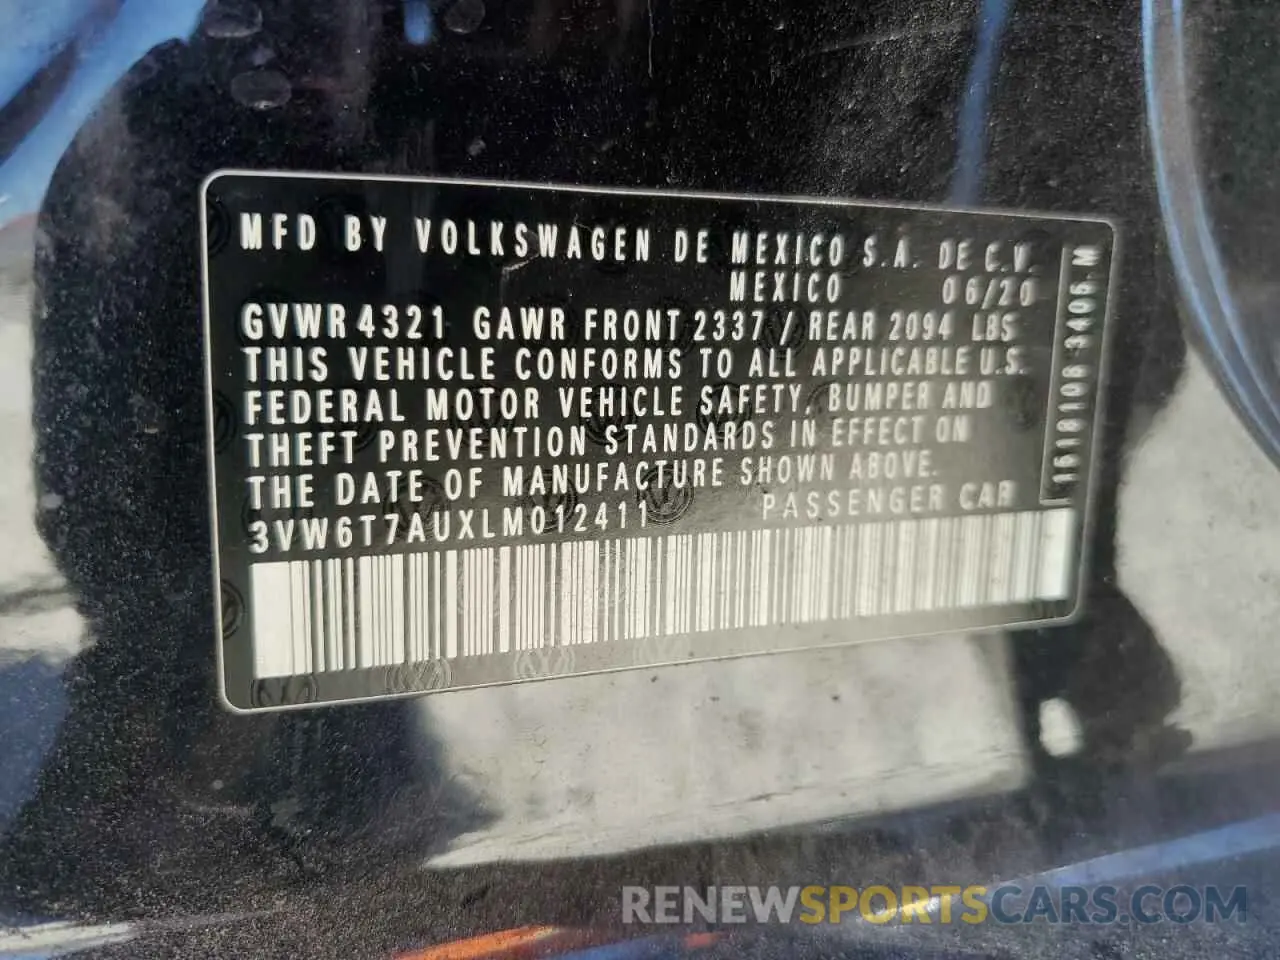 MFD BY VOLKSWAGEN DE MEXICO S.A. DE C.V.
MEXICO 06/20
GVWR 4321 GAWR FRONT 2337 / REAR 2094 LBS
THIS VEHICLE CONFORMS TO ALL APPLICABLE U.S.
FEDERAL MOTOR VEHICLE SAFETY, BUMPER AND
THEFT PREVENTION STANDARDS IN EFFECT ON
THE DATE OF MANUFACTURE SHOWN ABOVE.
3VW6T7AUXLM012411 PASSENGER CAR
1618106 3406 M
RENEWSPORTSCARS.COM